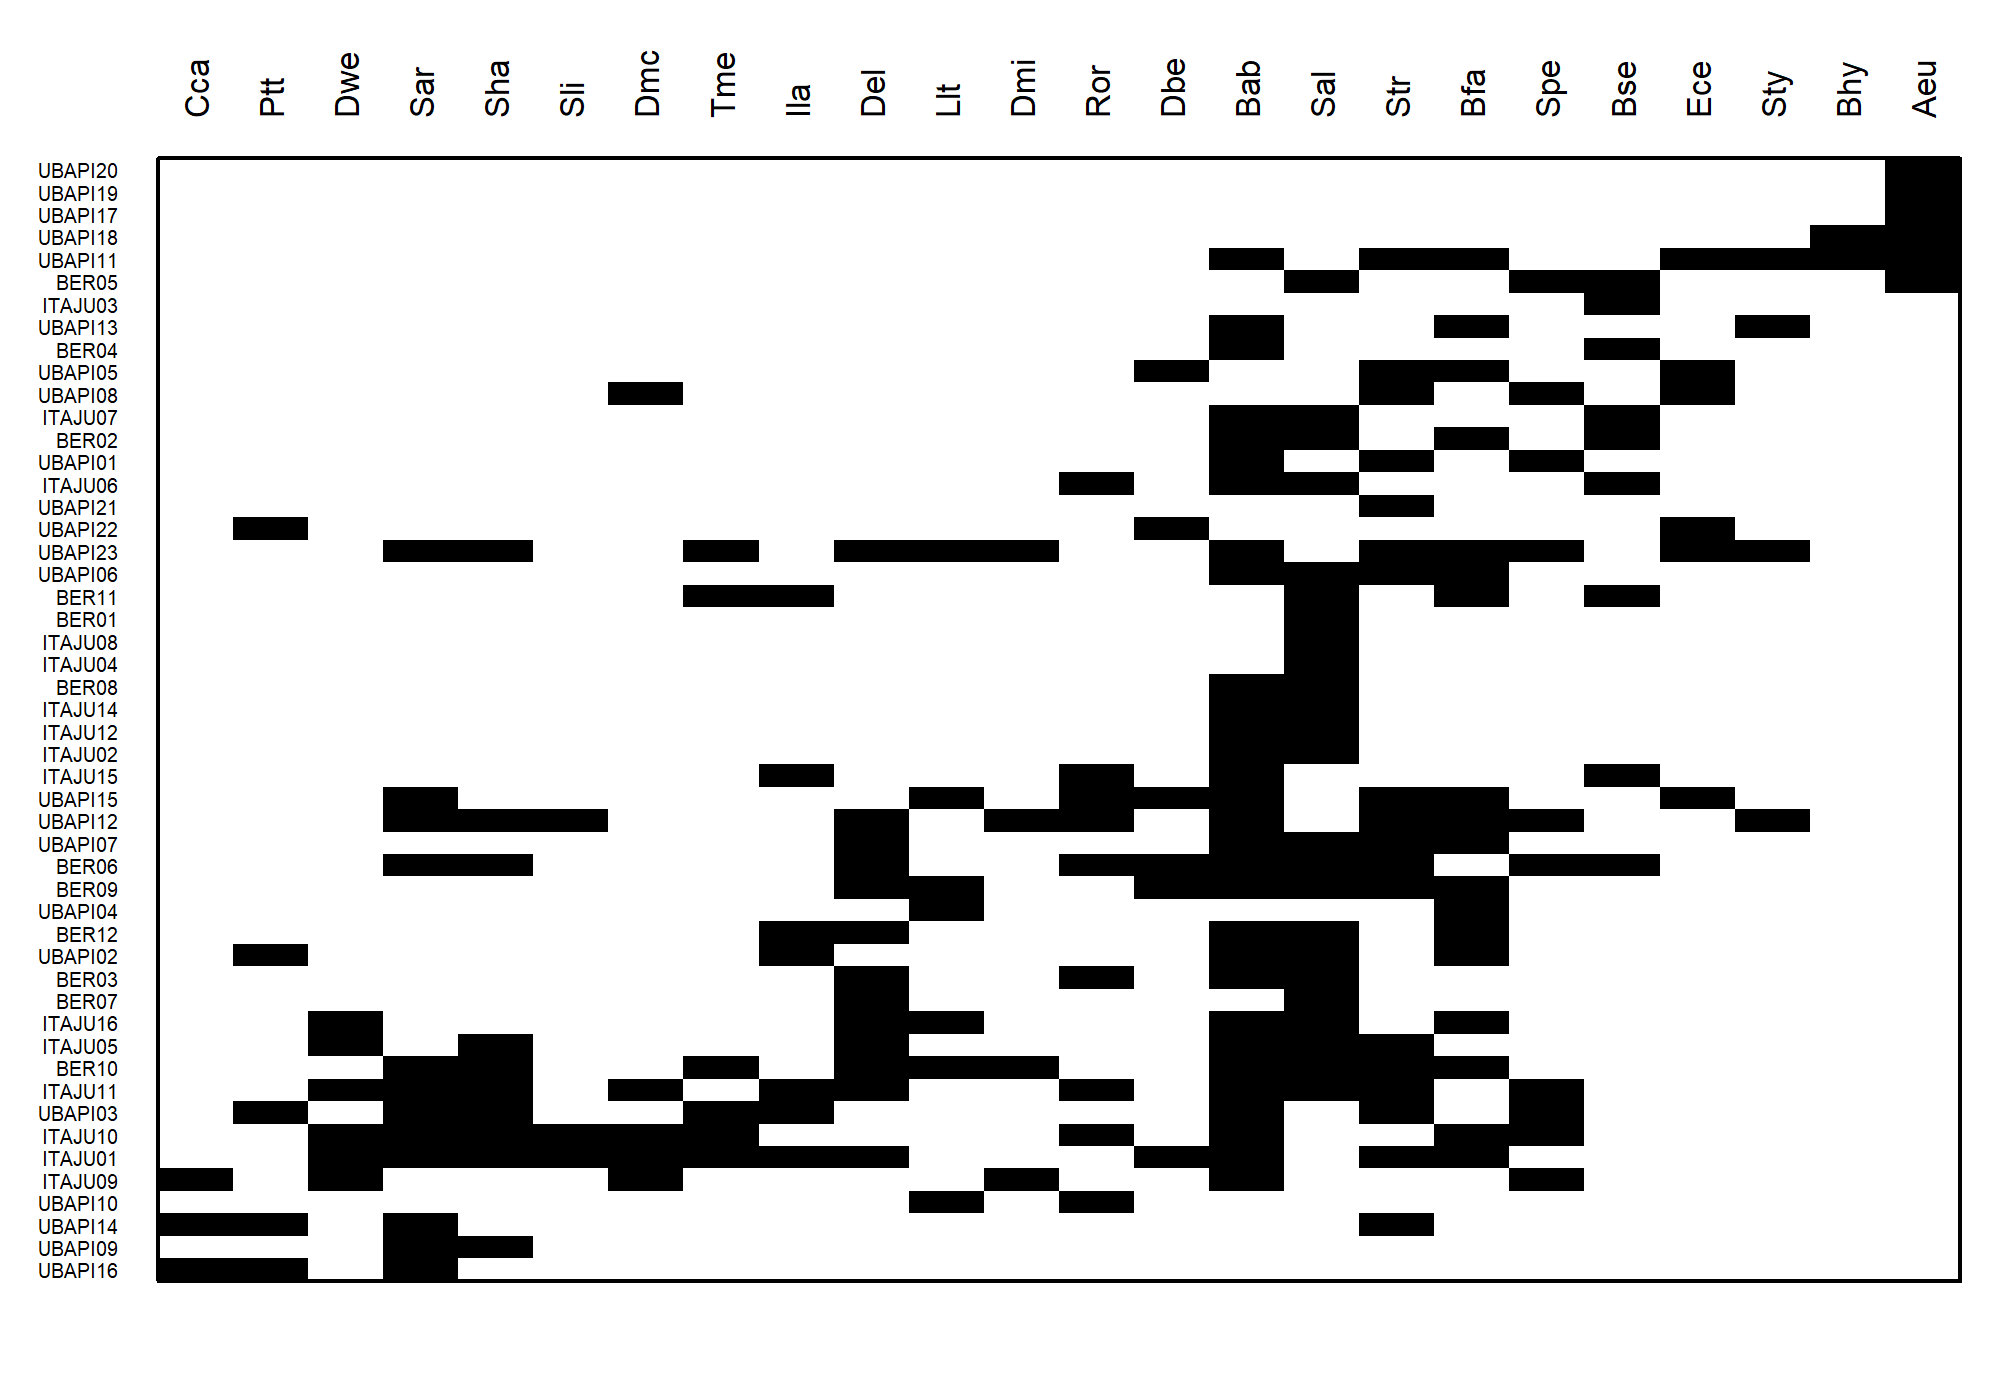 Cca Ptt Dwe Sar Sha Sli Dmc Tme Ila Del Llt Dmi Ror Dbe Bab Sal Str Bfa Spe Bse Ece Sty Bhy Aeu
UBAPI20
UBAPI19
UBAPI17
UBAPI18
UBAPI11
BER05
ITAJU03
UBAPI13
BER04
UBAPI05
UBAPI08
ITAJU07
BER02
UBAPI01
ITAJU06
UBAPI21
UBAPI22
UBAPI23
UBAPI06
BER11
BER01
ITAJU08
ITAJU04
BER08
ITAJU14
ITAJU12
ITAJU02
ITAJU15
UBAPI15
UBAPI12
UBAPI07
BER06
BER09
UBAPI04
BER12
UBAPI02
BER03
BER07
ITAJU16
ITAJU05
BER10
ITAJU11
UBAPI03
ITAJU10
ITAJU01
ITAJU09
UBAPI10
UBAPI14
UBAPI09
UBAPI16